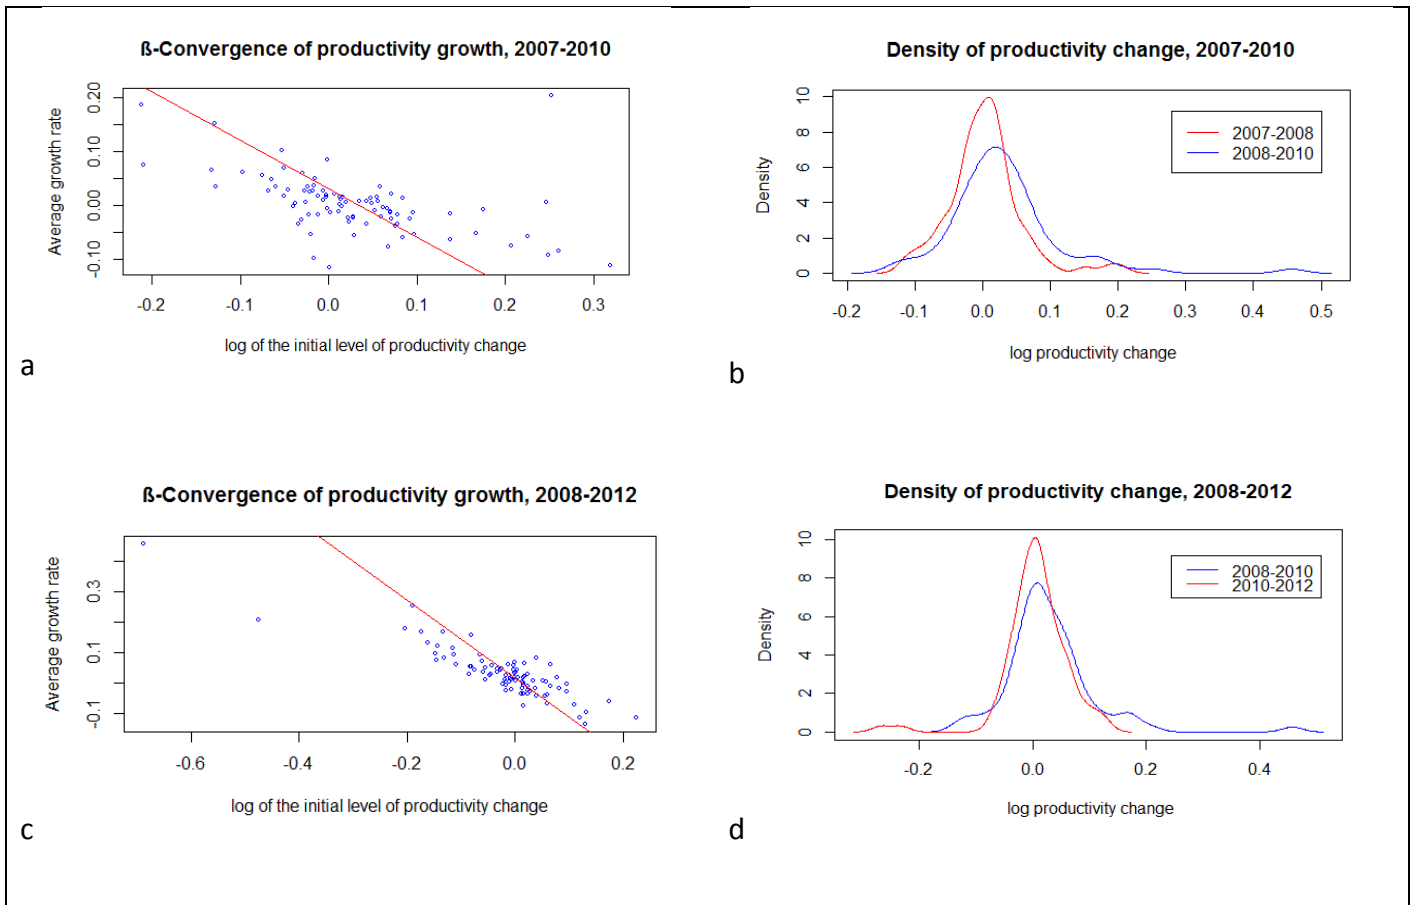 ß-Convergence of productivity growth, 2007-2010
Average growth rate
0.20
0.10
0.00
-0.10
-0.2 -0.1 0.0 0.1 0.2 0.3
log of the initial level of productivity change
a
Density of productivity change, 2007-2010
Density
10
8
6
4
2
0
2007-2008
2008-2010
-0.2 -0.1 0.0 0.1 0.2 0.3 0.4 0.5
log productivity change
b
ß-Convergence of productivity growth, 2008-2012
Average growth rate
0.3
0.1
-0.1
-0.6 -0.4 -0.2 0.0 0.2
log of the initial level of productivity change
c
Density of productivity change, 2008-2012
Density
10
8
6
4
2
0
2008-2010
2010-2012
-0.2 0.0 0.2 0.4
log productivity change
d